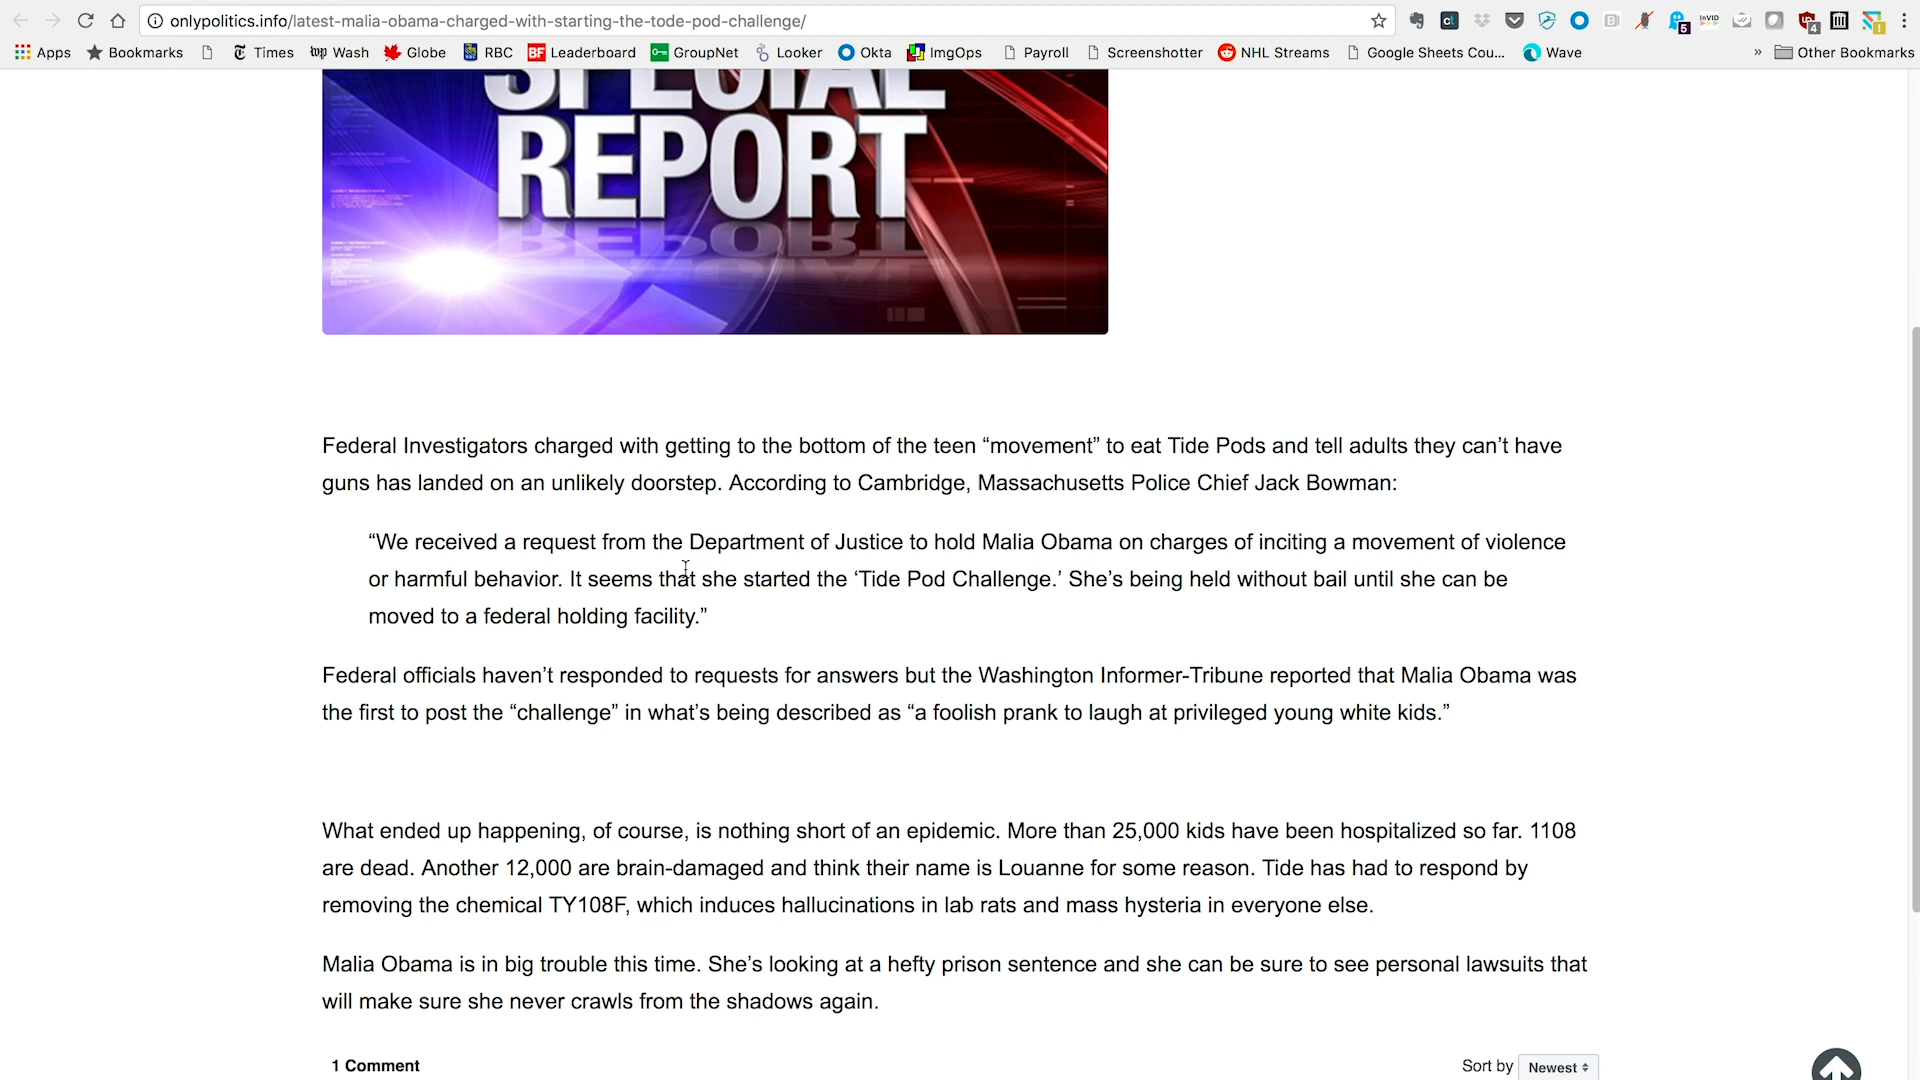 onlypolitics.info/latest-malia-obama-charged-with-starting-the-tode-pod-challenge/
Apps Bookmarks Times Wash Globe RBC Leaderboard GroupNet Looker Okta ImgOps Payroll Screenshotter NHL Streams Google Sheets Cou... Wave » Other Bookmarks
SPECIAL
REPORT
Federal Investigators charged with getting to the bottom of the teen “movement” to eat Tide Pods and tell adults they can’t have
guns has landed on an unlikely doorstep. According to Cambridge, Massachusetts Police Chief Jack Bowman:
“We received a request from the Department of Justice to hold Malia Obama on charges of inciting a movement of violence
or harmful behavior. It seems that she started the ‘Tide Pod Challenge.’ She’s being held without bail until she can be
moved to a federal holding facility.”
Federal officials haven’t responded to requests for answers but the Washington Informer-Tribune reported that Malia Obama was
the first to post the “challenge” in what’s being described as “a foolish prank to laugh at privileged young white kids.”
What ended up happening, of course, is nothing short of an epidemic. More than 25,000 kids have been hospitalized so far. 1108
are dead. Another 12,000 are brain-damaged and think their name is Louanne for some reason. Tide has had to respond by
removing the chemical TY108F, which induces hallucinations in lab rats and mass hysteria in everyone else.
Malia Obama is in big trouble this time. She’s looking at a hefty prison sentence and she can be sure to see personal lawsuits that
will make sure she never crawls from the shadows again.
1 Comment
Sort by Newest